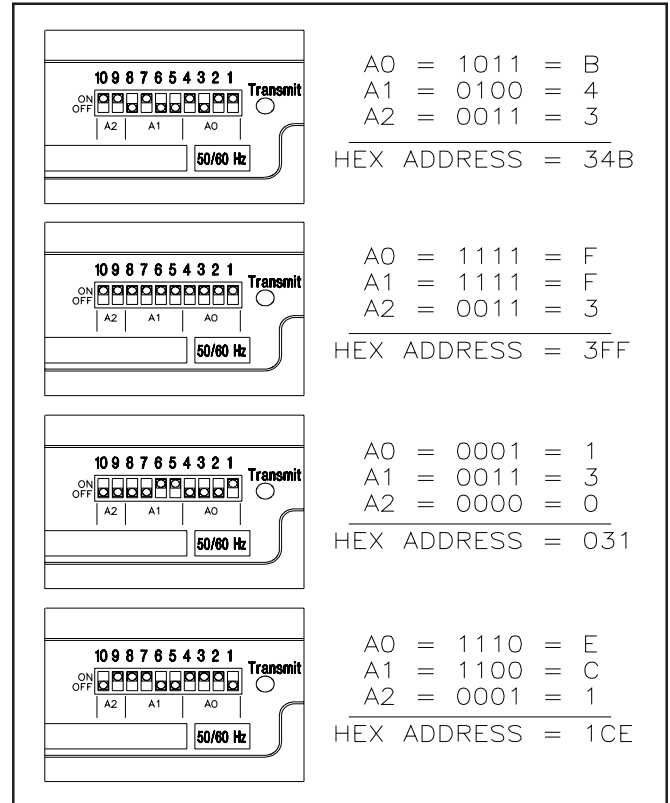 10 9 8 7 6 5 4 3 2 1
Transmit
ON
OFF
A2 A1 A0
50/60 Hz
A0 = 1011 = B
A1 = 0100 = 4
A2 = 0011 = 3
HEX ADDRESS = 34B
10 9 8 7 6 5 4 3 2 1
Transmit
ON
OFF
A2 A1 A0
50/60 Hz
A0 = 1111 = F
A1 = 1111 = F
A2 = 0011 = 3
HEX ADDRESS = 3FF
10 9 8 7 6 5 4 3 2 1
Transmit
ON
OFF
A2 A1 A0
50/60 Hz
A0 = 0001 = 1
A1 = 0011 = 3
A2 = 0000 = 0
HEX ADDRESS = 031
10 9 8 7 6 5 4 3 2 1
Transmit
ON
OFF
A2 A1 A0
50/60 Hz
A0 = 1110 = E
A1 = 1100 = C
A2 = 0001 = 1
HEX ADDRESS = 1CE